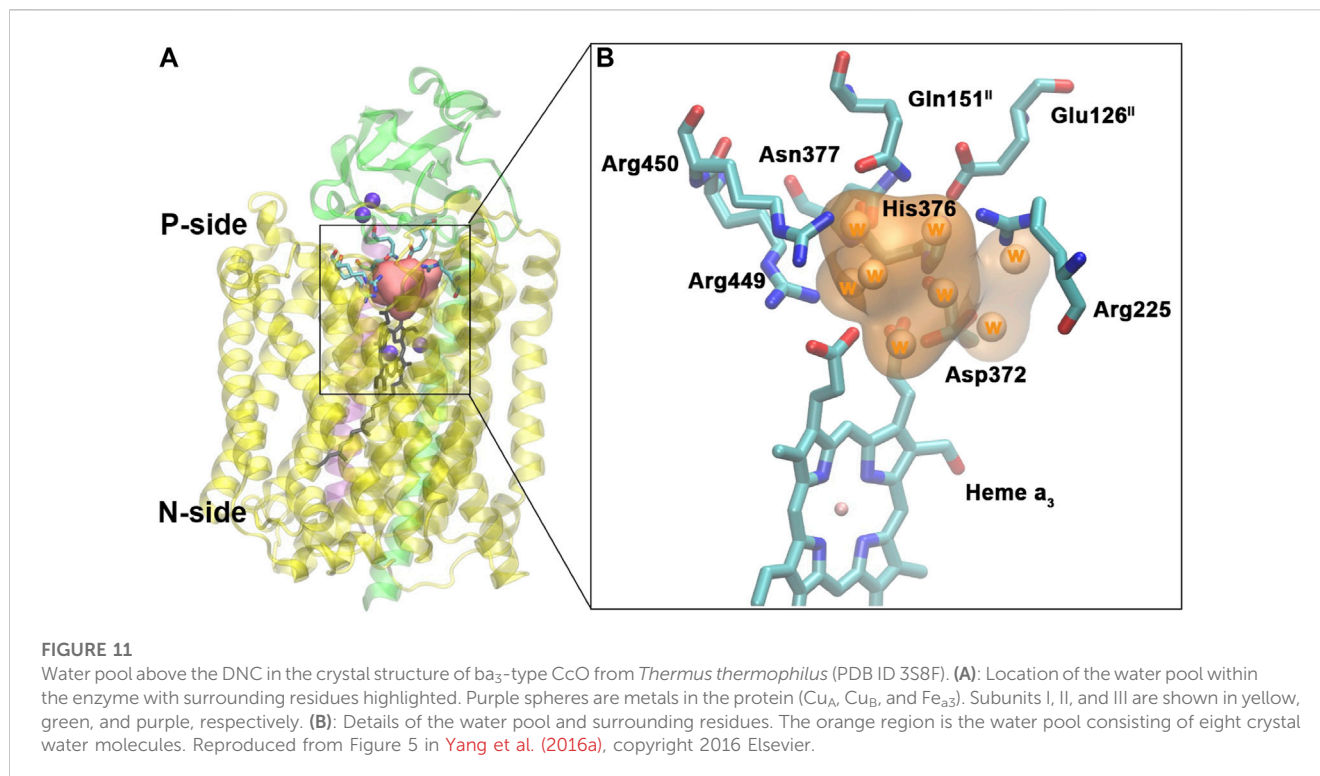 A
B
Gln151II
Glu126II
Asn377
Arg450
His376
P-side
W
W
W
W
W
Arg449
W
W
W
Arg225
Asp372
Heme a3
N-side
FIGURE 11
Water pool above the DNC in the crystal structure of ba3-type CcO from Thermus thermophilus (PDB ID 3S8F). (A): Location of the water pool within
the enzyme with surrounding residues highlighted. Purple spheres are metals in the protein (CuA, CuB, and Fea3). Subunits I, II, and III are shown in yellow,
green, and purple, respectively. (B): Details of the water pool and surrounding residues. The orange region is the water pool consisting of eight crystal
water molecules. Reproduced from Figure 5 in Yang et al. (2016a), copyright 2016 Elsevier.